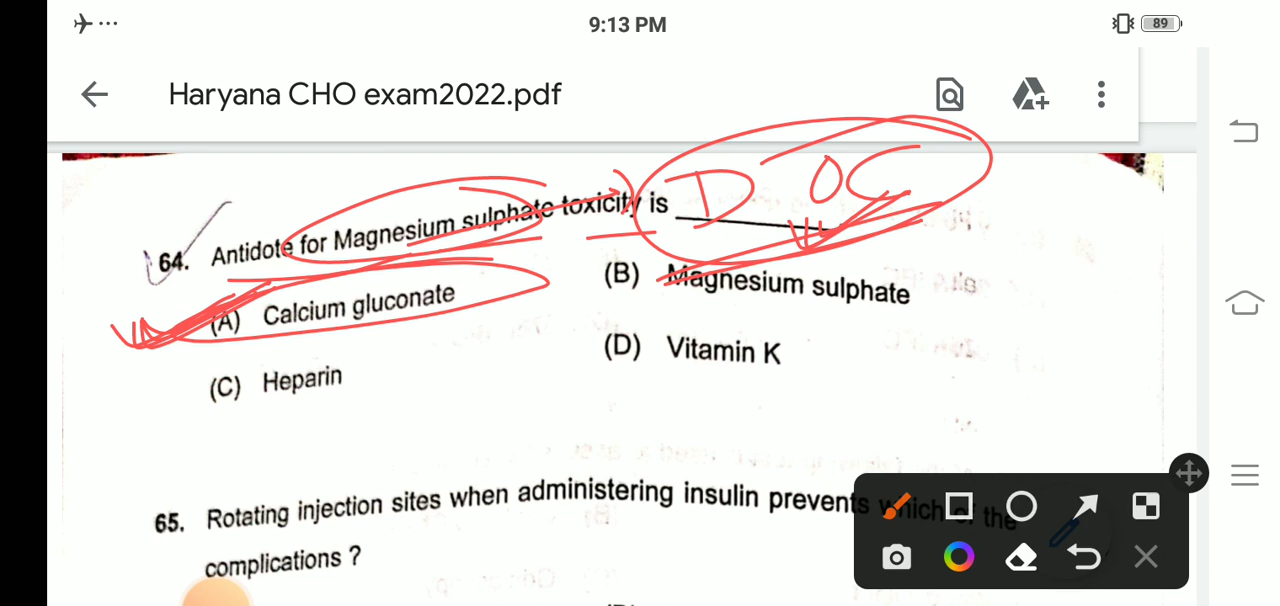 9:13 PM
89
Haryana CHO exam2022.pdf
D OC
64. Antidote for Magnesium sulphate toxicity is
(A) Calcium gluconate
(B) Magnesium sulphate
(C) Heparin
(D) Vitamin K
65. Rotating injection sites when administering insulin prevents which of the
complications ?